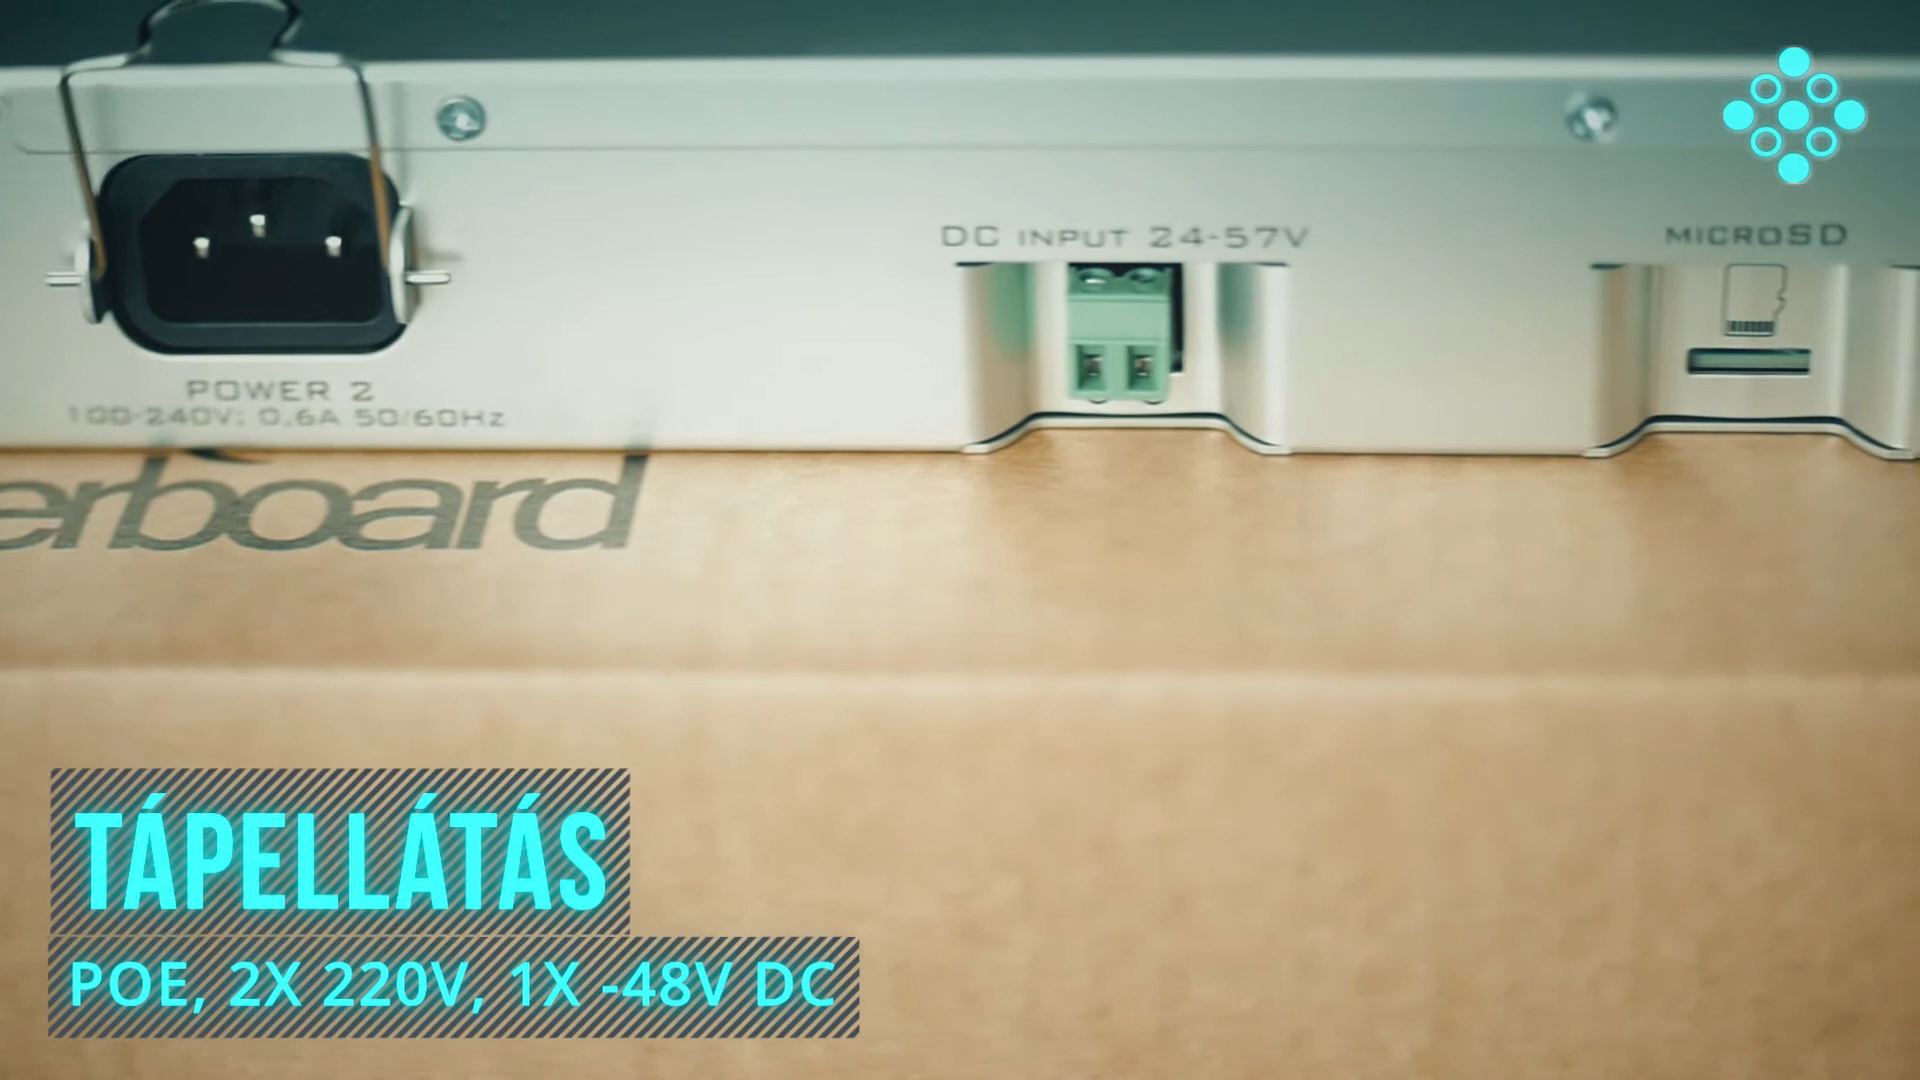 DC INPUT 24-57V
MICROSD
POWER 2
100-240V; 0.6A 50/60Hz
erboard
TÁPELLÁTÁS
POE, 2X 220V, 1X -48V DC